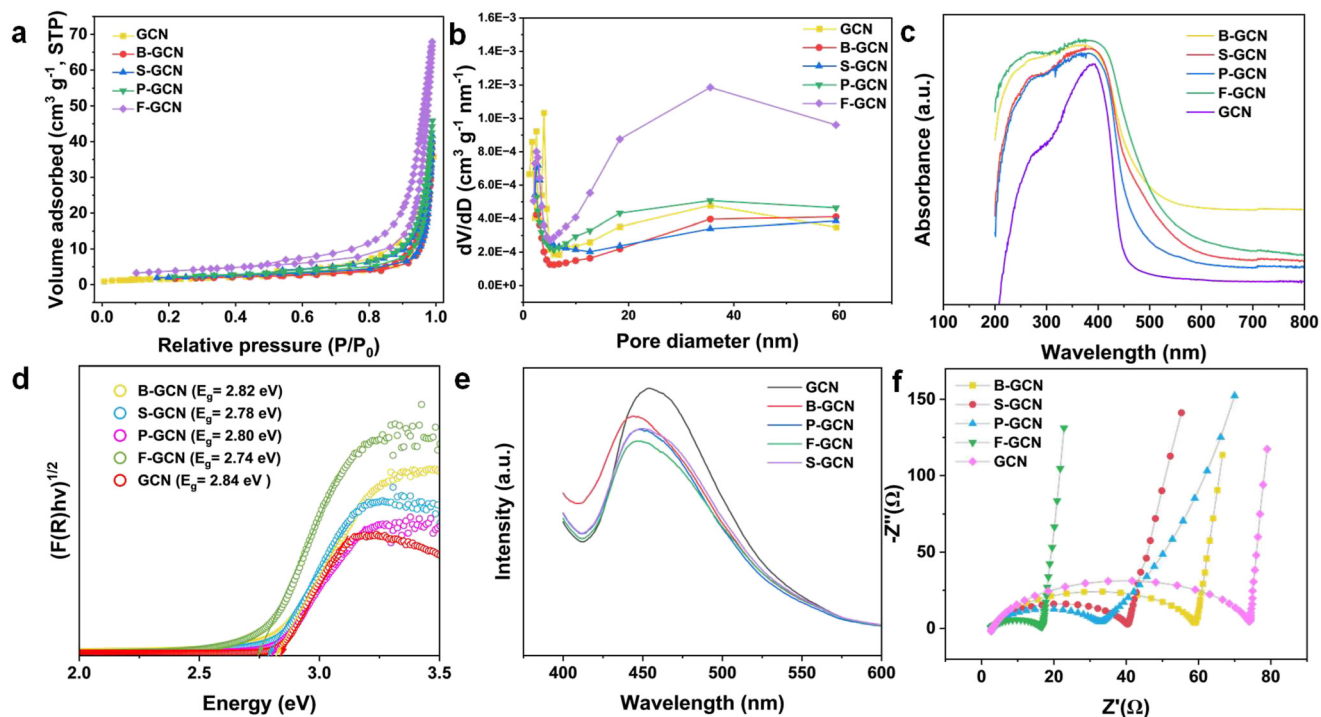 a
Volume adsorbed (cm³ g⁻¹, STP)
GCN
B-GCN
S-GCN
P-GCN
F-GCN
70
60
50
40
30
20
10
0
0.0 0.2 0.4 0.6 0.8 1.0
Relative pressure (P/P₀)
b
dV/dD (cm³ g⁻¹ nm⁻¹)
GCN
B-GCN
S-GCN
P-GCN
F-GCN
1.6E−3
1.4E−3
1.2E−3
1.0E−3
8.0E−4
6.0E−4
4.0E−4
2.0E−4
0.0E+0
0 20 40 60
Pore diameter (nm)
c
Absorbance (a.u.)
B-GCN
S-GCN
P-GCN
F-GCN
GCN
100 200 300 400 500 600 700 800
Wavelength (nm)
d
(F(R)hv)¹/²
B-GCN (Eg= 2.82 eV)
S-GCN (Eg= 2.78 eV)
P-GCN (Eg= 2.80 eV)
F-GCN (Eg= 2.74 eV)
GCN (Eg= 2.84 eV )
2.0 2.5 3.0 3.5
Energy (eV)
e
Intensity (a.u.)
GCN
B-GCN
P-GCN
F-GCN
S-GCN
400 450 500 550 600
Wavelength (nm)
f
-Z"(Ω)
B-GCN
S-GCN
P-GCN
F-GCN
GCN
150
125
100
75
50
25
0
0 20 40 60 80
Z'(Ω)